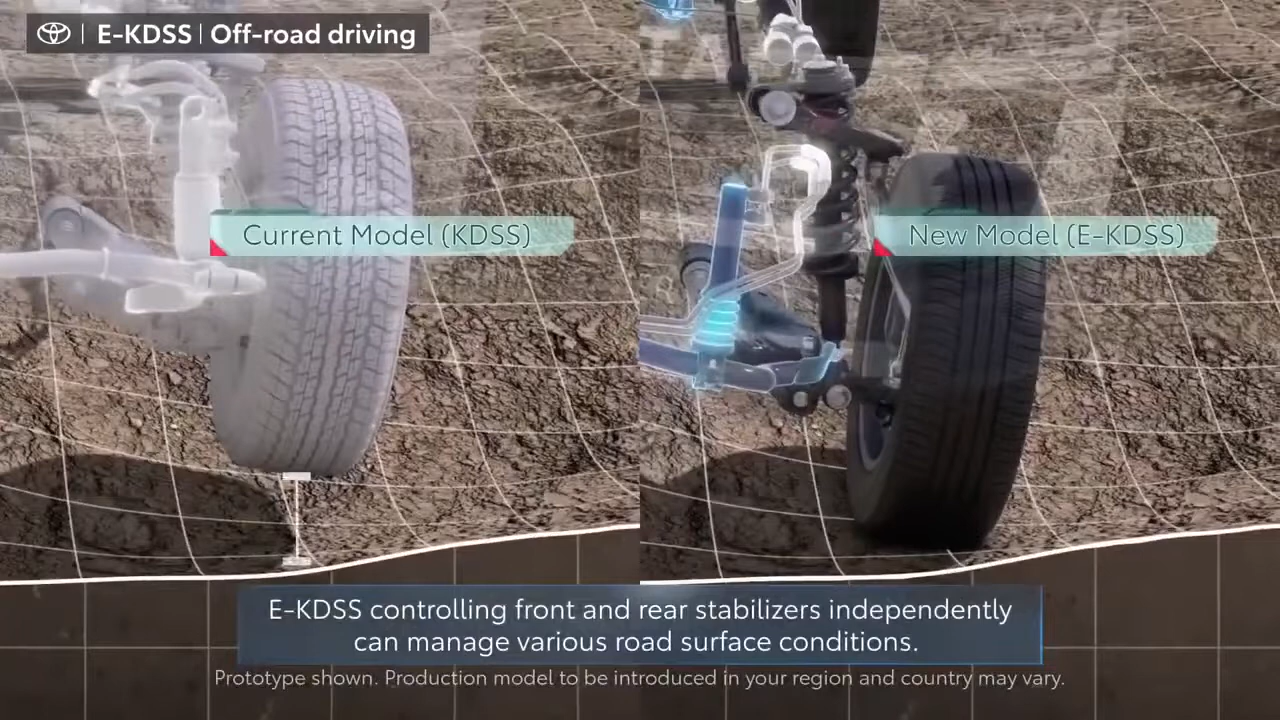 E-KDSS | Off-road driving
Current Model (KDSS)
New Model (E-KDSS)
E-KDSS controlling front and rear stabilizers independently
can manage various road surface conditions.
Prototype shown. Production model to be introduced in your region and country may vary.